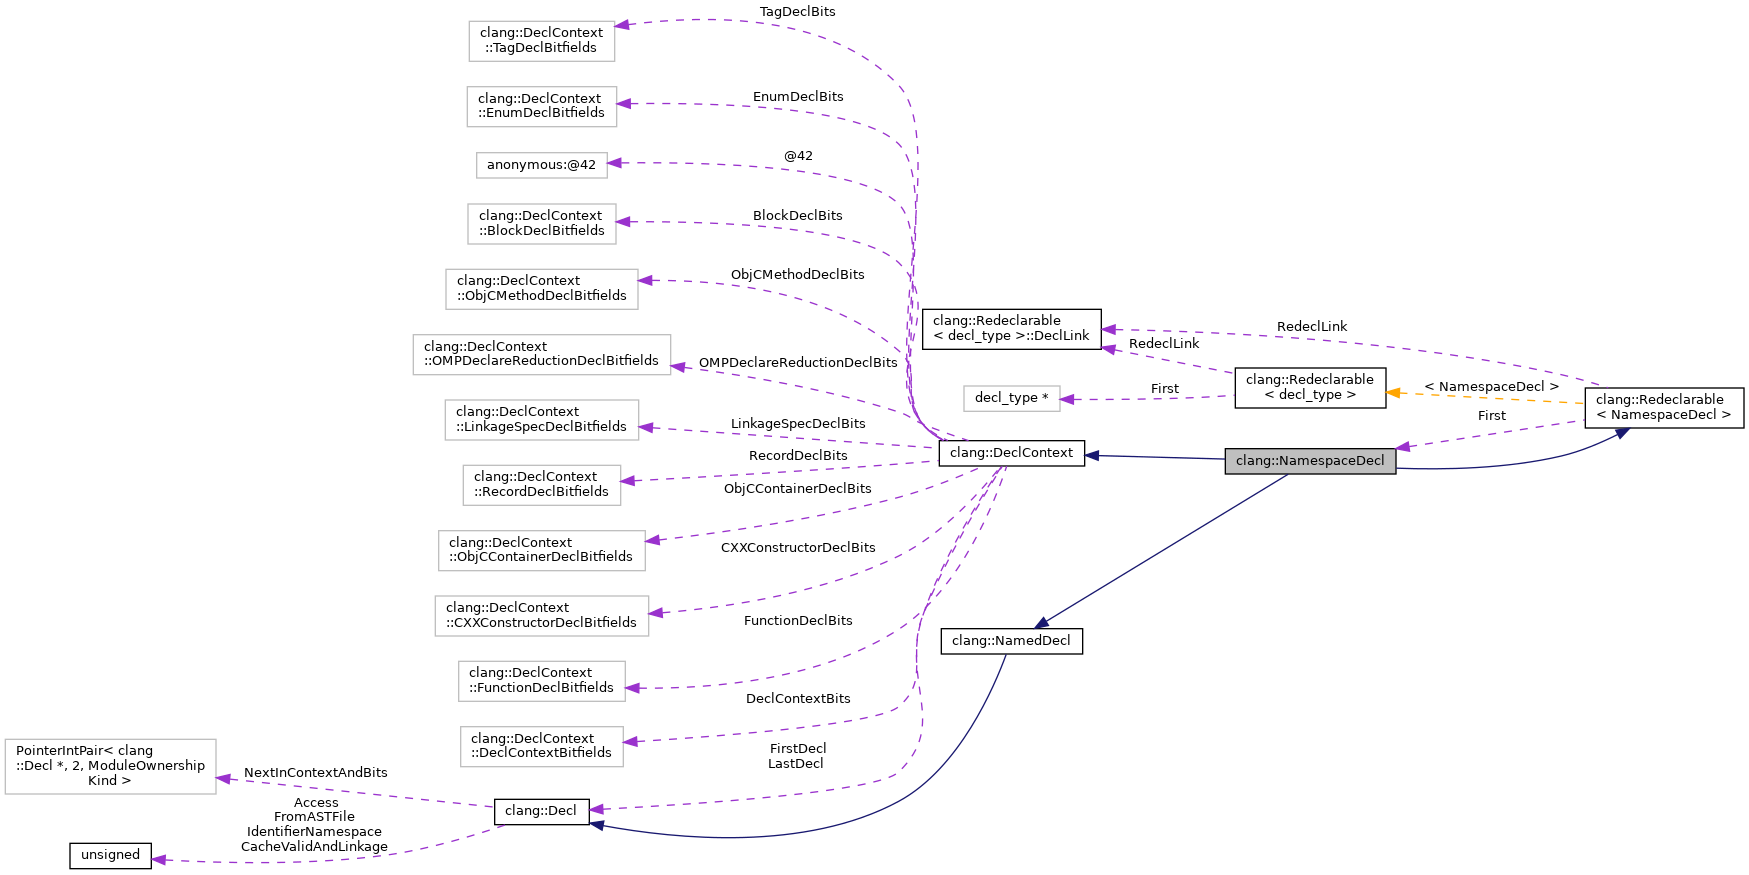 TagDeclBits
clang::DeclContext
::TagDeclBitfields
EnumDeclBits
clang::DeclContext
::EnumDeclBitfields
@42
anonymous:@42
BlockDeclBits
clang::DeclContext
::BlockDeclBitfields
ObjCMethodDeclBits
clang::DeclContext
::ObjCMethodDeclBitfields
clang::Redeclarable
< decl_type >::DeclLink
RedeclLink
RedeclLink
clang::DeclContext
::OMPDeclareReductionDeclBitfields
OMPDeclareReductionDeclBits
clang::Redeclarable
< decl_type >
First
decl_type *
< NamespaceDecl >
clang::Redeclarable
< NamespaceDecl >
First
clang::DeclContext
::LinkageSpecDeclBitfields
LinkageSpecDeclBits
clang::DeclContext
clang::NamespaceDecl
RecordDeclBits
clang::DeclContext
::RecordDeclBitfields
ObjCContainerDeclBits
clang::DeclContext
::ObjCContainerDeclBitfields
CXXConstructorDeclBits
clang::DeclContext
::CXXConstructorDeclBitfields
FunctionDeclBits
clang::NamedDecl
clang::DeclContext
::FunctionDeclBitfields
DeclContextBits
clang::DeclContext
::DeclContextBitfields
FirstDecl
LastDecl
PointerIntPair< clang
::Decl *, 2, ModuleOwnership
Kind >
NextInContextAndBits
clang::Decl
Access
FromASTFile
IdentifierNamespace
CacheValidAndLinkage
unsigned